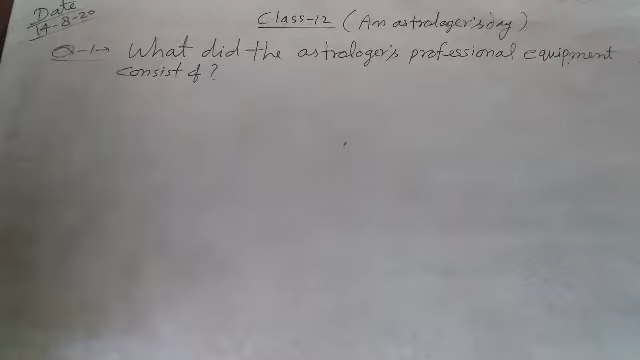 Date
14-8-20
Class-12 (An astrologer's day)
Q-1→ What did the astrologer's professional equipment
consist of?